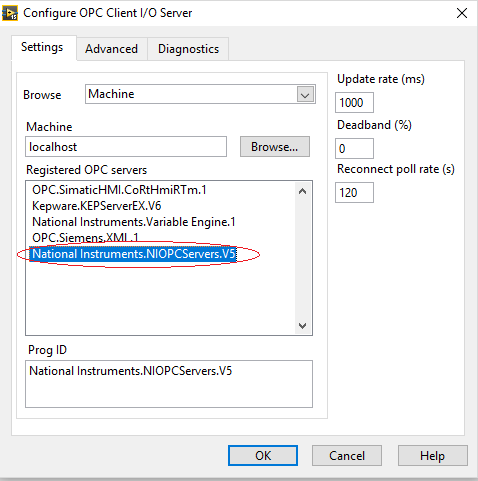 Configure OPC Client I/O Server
Settings
Advanced
Diagnostics
Browse
Machine
Machine
localhost
Browse...
Registered OPC servers
OPC.SimaticHMI.CoRtHmiRTm.1
Kepware.KEPServerEX.V6
National Instruments.Variable Engine.1
OPC.Siemens.XML.1
National Instruments.NIOPCServers.V5
Prog ID
National Instruments.NIOPCServers.V5
Update rate (ms)
1000
Deadband (%)
0
Reconnect poll rate (s)
120
OK
Cancel
Help